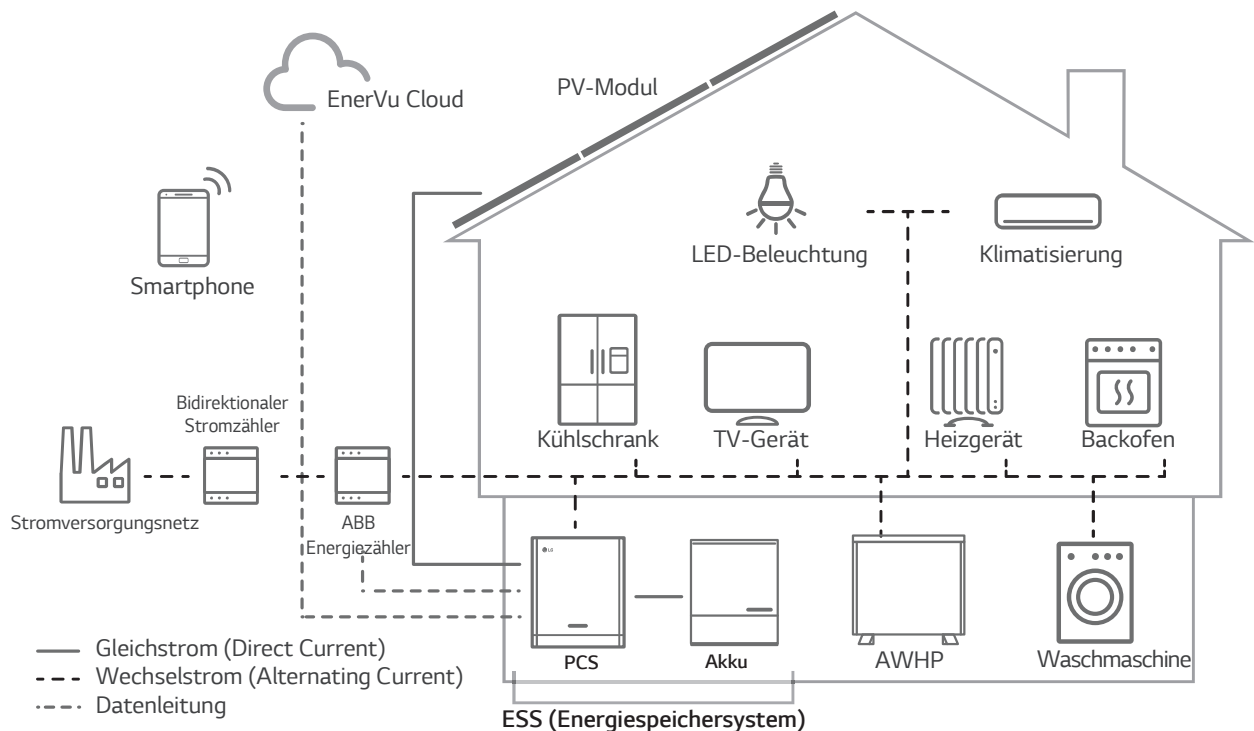 EnerVu Cloud
PV-Modul
Smartphone
LED-Beleuchtung
Klimatisierung
Kühlschrank
TV-Gerät
Heizgerät
Backofen
Bidirektionaler
Stromzähler
Stromversorgungsnetz
ABB
Energiezähler
LG
PCS
Akku
AWHP
Waschmaschine
ESS (Energiespeichersystem)
Gleichstrom (Direct Current)
Wechselstrom (Alternating Current)
Datenleitung